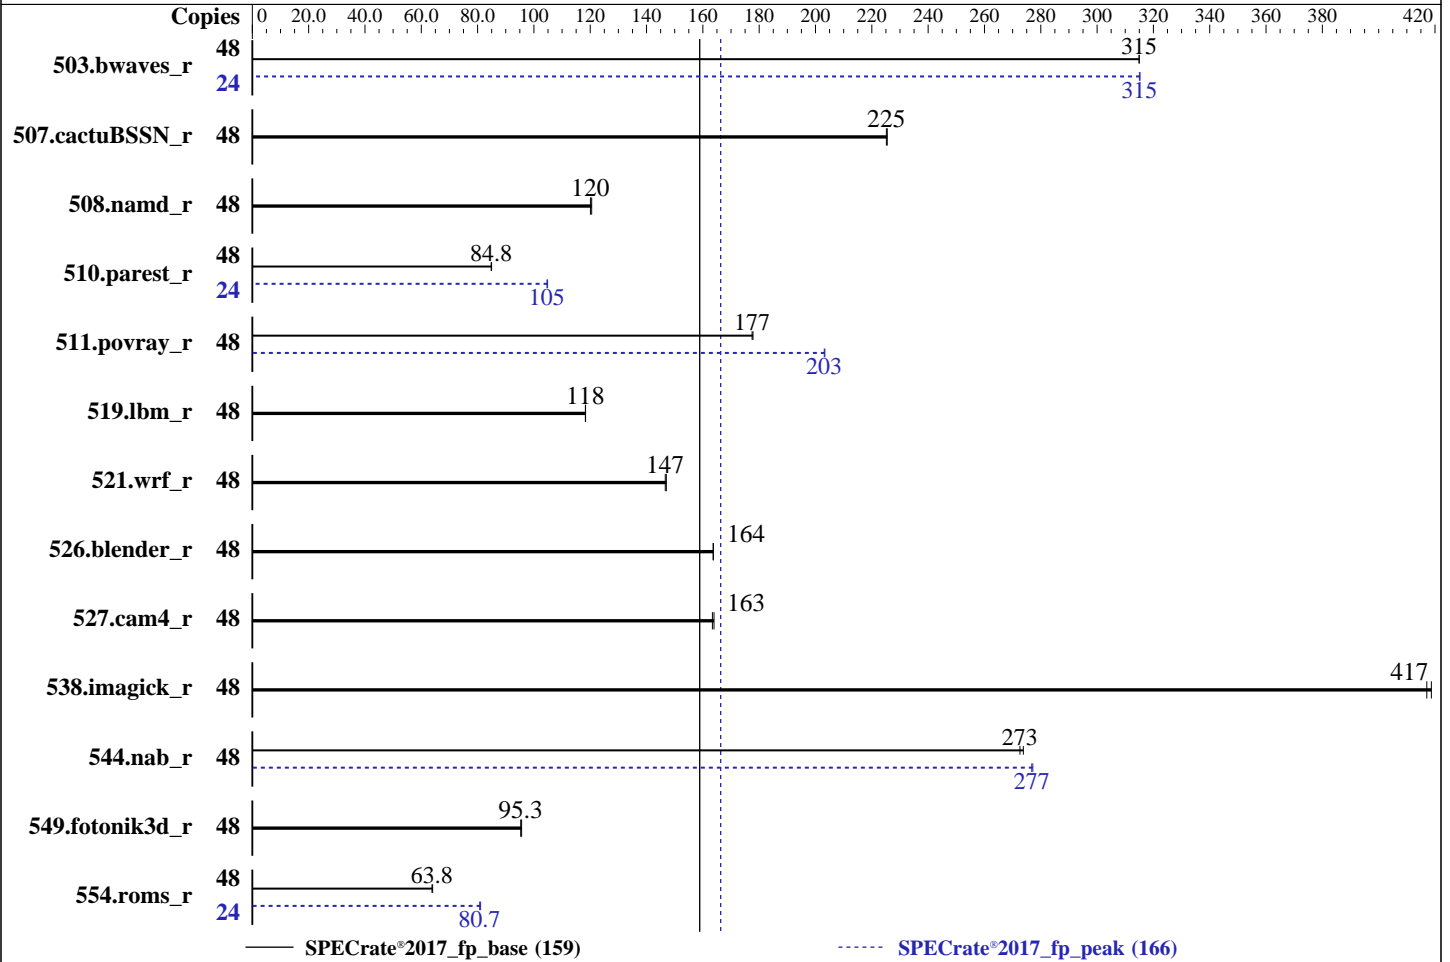 Copies 0 20.0 40.0 60.0 80.0 100 120 140 160 180 200 220 240 260 280 300 320 340 360 380 420
503.bwaves_r 48 315
24 315
507.cactuBSSN_r 48 225
508.namd_r 48 120
510.parest_r 48 84.8
24 105
511.povray_r 48 177
203
519.lbm_r 48 118
521.wrf_r 48 147
526.blender_r 48 164
527.cam4_r 48 163
538.imagick_r 48 417
544.nab_r 48 273
277
549.fotonik3d_r 48 95.3
554.roms_r 48 63.8
24 80.7
SPECrate®2017_fp_base (159) SPECrate®2017_fp_peak (166)